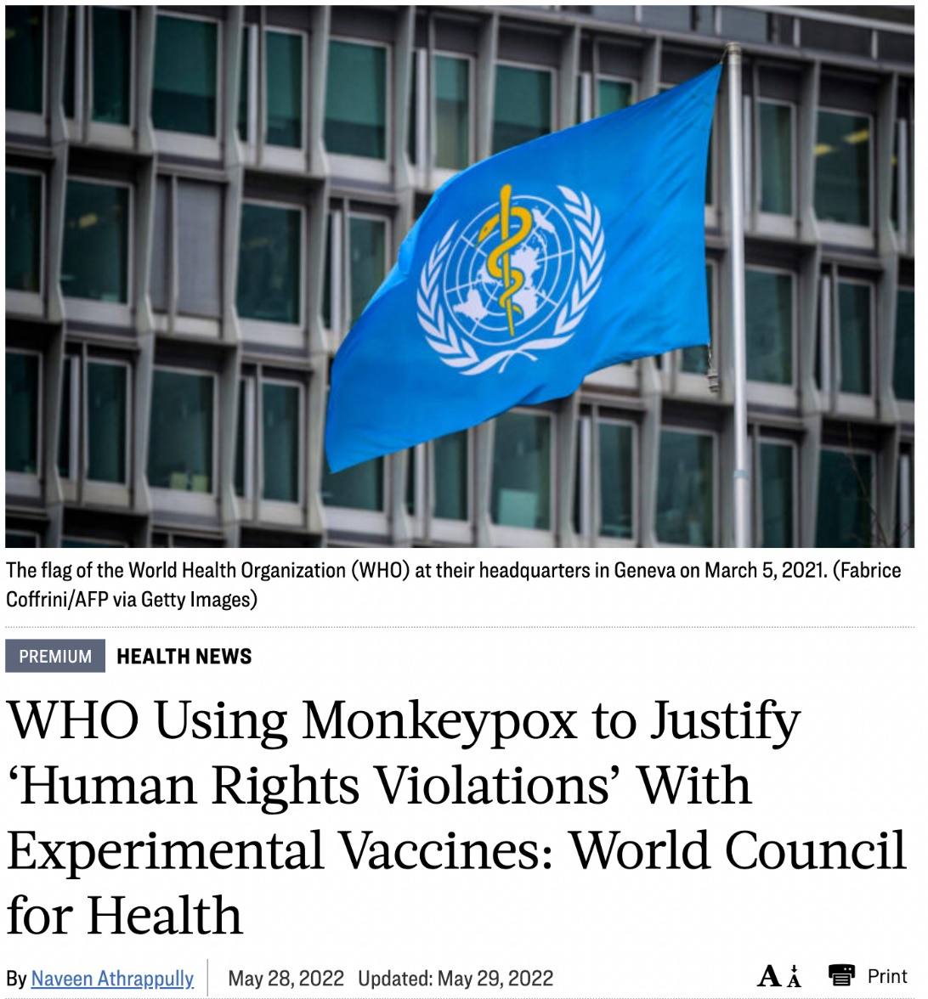 The flag of the World Health Organization (WHO) at their headquarters in Geneva on March 5, 2021. (Fabrice
Coffrini/AFP via Getty Images)
PREMIUM HEALTH NEWS
WHO Using Monkeypox to Justify
‘Human Rights Violations’ With
Experimental Vaccines: World Council
for Health
By Naveen Athrappully May 28, 2022 Updated: May 29, 2022 A A Print